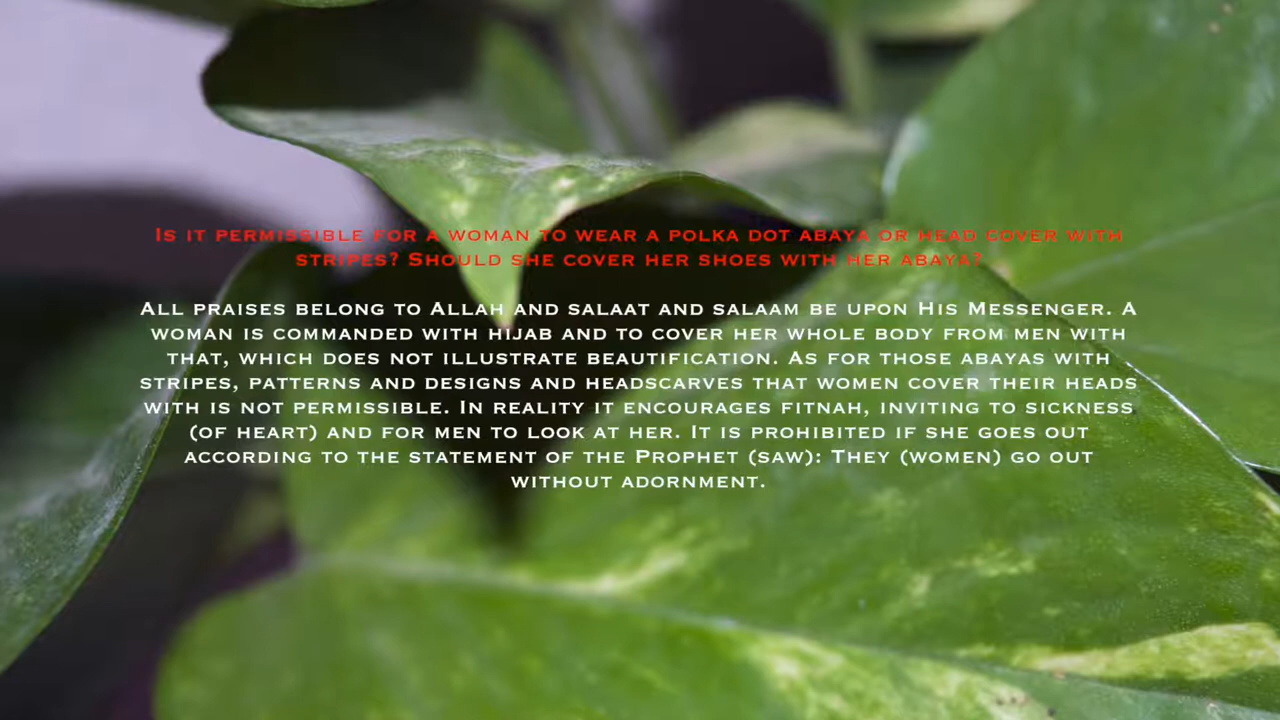 Is it permissible for a woman to wear a polka dot abaya or head cover with
stripes? Should she cover her shoes with her abaya?
All praises belong to Allah and salaat and salaam be upon His Messenger. A
woman is commanded with hijab and to cover her whole body from men with
that, which does not illustrate beautification. As for those abayas with
stripes, patterns and designs and headscarves that women cover their heads
with is not permissible. In reality it encourages fitnah, inviting to sickness
(of heart) and for men to look at her. It is prohibited if she goes out
according to the statement of the Prophet (saw): They (women) go out
without adornment.